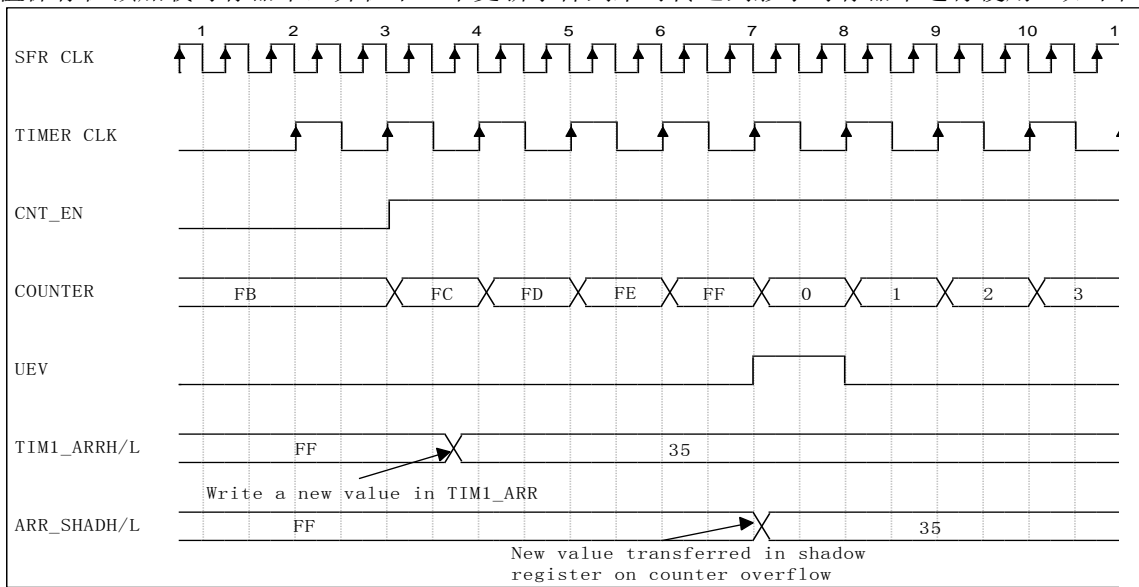 1 2 3 4 5 6 7 8 9 10 1
SFR CLK
TIMER CLK
CNT_EN
COUNTER FB FC FD FE FF 0 1 2 3
UEV
TIM1_ARRH/L FF 35
Write a new value in TIM1_ARR
ARR_SHADH/L FF 35
New value transferred in shadow
register on counter overflow